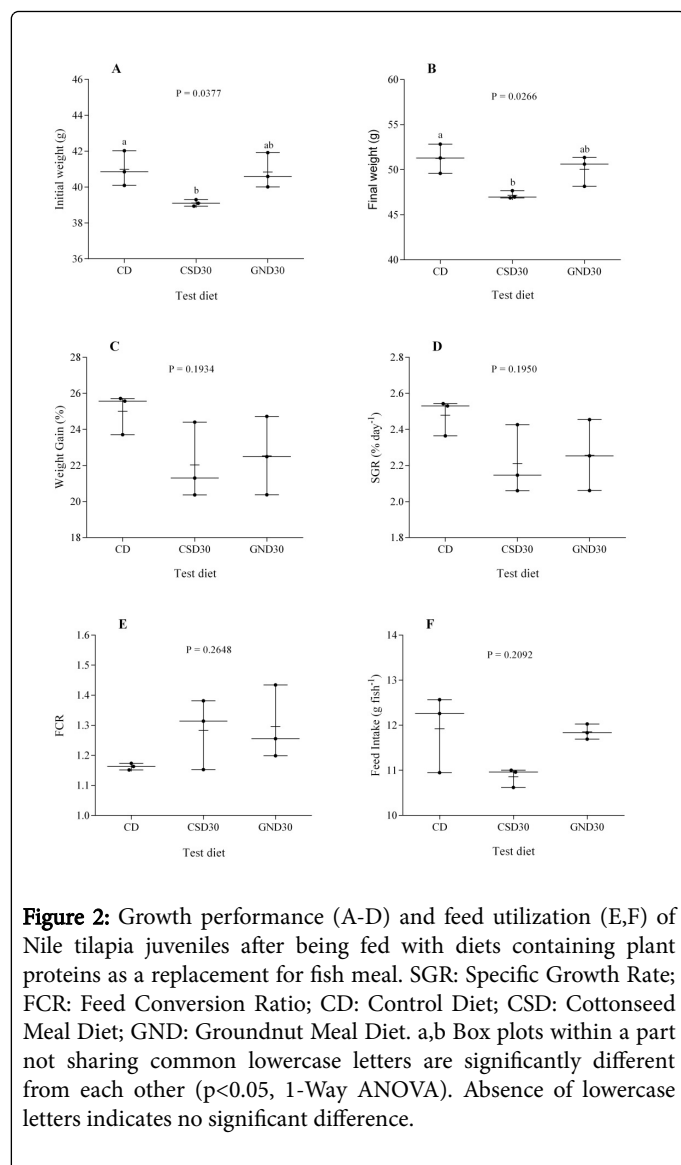 A
P = 0.0377
Initial weight (g)
46
44
42
40
38
36
a
b
ab
CD
CSD30
GND30
Test diet
B
P = 0.0266
Final weight (g)
60
55
50
45
40
a
b
ab
CD
CSD30
GND30
Test diet
C
P = 0.1934
Weight Gain (%)
28
26
24
22
20
18
CD
CSD30
GND30
Test diet
D
P = 0.1950
SGR (% day-1)
2.8
2.6
2.4
2.2
2.0
1.8
CD
CSD30
GND30
Test diet
E
P = 0.2648
FCR
1.6
1.5
1.4
1.3
1.2
1.1
1.0
CD
CSD30
GND30
Test diet
F
P = 0.2092
Feed Intake (g fish-1)
14
13
12
11
10
CD
CSD30
GND30
Test diet
Figure 2: Growth performance (A-D) and feed utilization (E,F) of
Nile tilapia juveniles after being fed with diets containing plant
proteins as a replacement for fish meal. SGR: Specific Growth Rate;
FCR: Feed Conversion Ratio; CD: Control Diet; CSD: Cottonseed
Meal Diet; GND: Groundnut Meal Diet. a,b Box plots within a part
not sharing common lowercase letters are significantly different
from each other (p<0.05, 1-Way ANOVA). Absence of lowercase
letters indicates no significant difference.